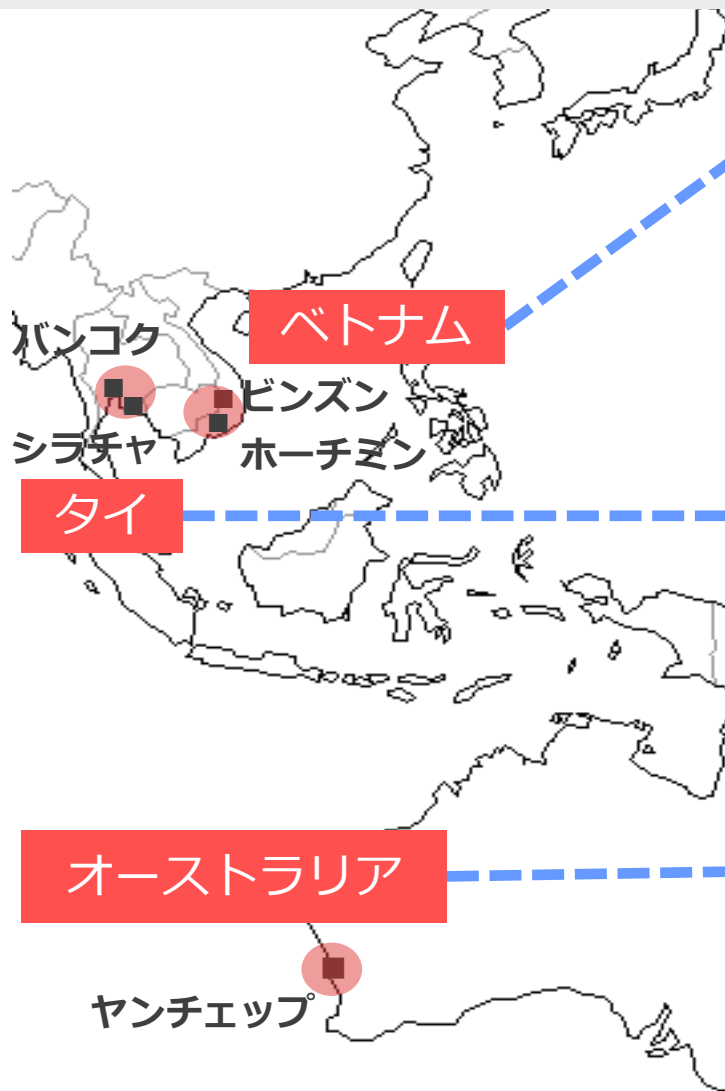 ベトナム
バンコク
ビンズン
シラチャ
ホーチミン
タイ
オーストラリア
ヤンチェップ